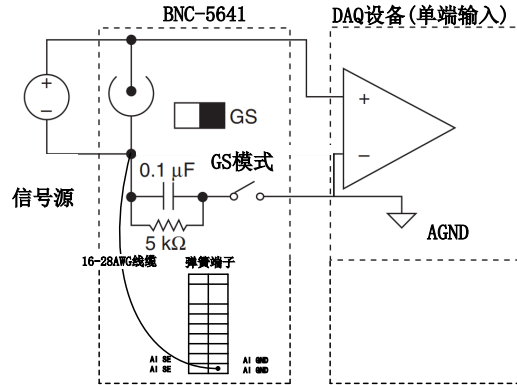 BNC-5641
DAQ设备(单端输入)
+
−
GS
+
−
0.1 μF
GS模式
信号源
5 kΩ
AGND
16-28AWG线缆
弹簧端子
AI SE
AI GND
AI SE
AI GND